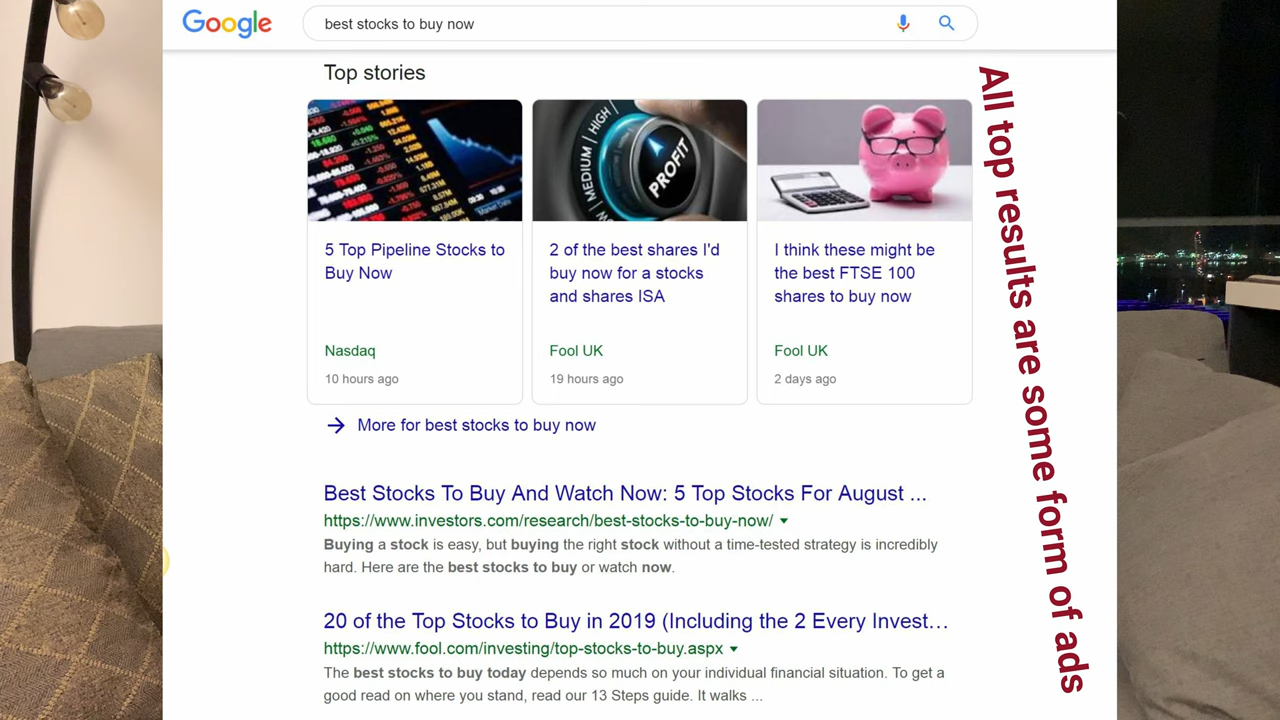 Google
best stocks to buy now
Top stories
MEDIUM | HIGH |
PROFIT
5 Top Pipeline Stocks to
Buy Now
Nasdaq
10 hours ago
2 of the best shares I'd
buy now for a stocks
and shares ISA
Fool UK
19 hours ago
I think these might be
the best FTSE 100
shares to buy now
Fool UK
2 days ago
More for best stocks to buy now
Best Stocks To Buy And Watch Now: 5 Top Stocks For August ...
https://www.investors.com/research/best-stocks-to-buy-now/
Buying a stock is easy, but buying the right stock without a time-tested strategy is incredibly
hard. Here are the best stocks to buy or watch now.
20 of the Top Stocks to Buy in 2019 (Including the 2 Every Invest...
https://www.fool.com/investing/top-stocks-to-buy.aspx
The best stocks to buy today depends so much on your individual financial situation. To get a
good read on where you stand, read our 13 Steps guide. It walks ...
All top results are some form of ads